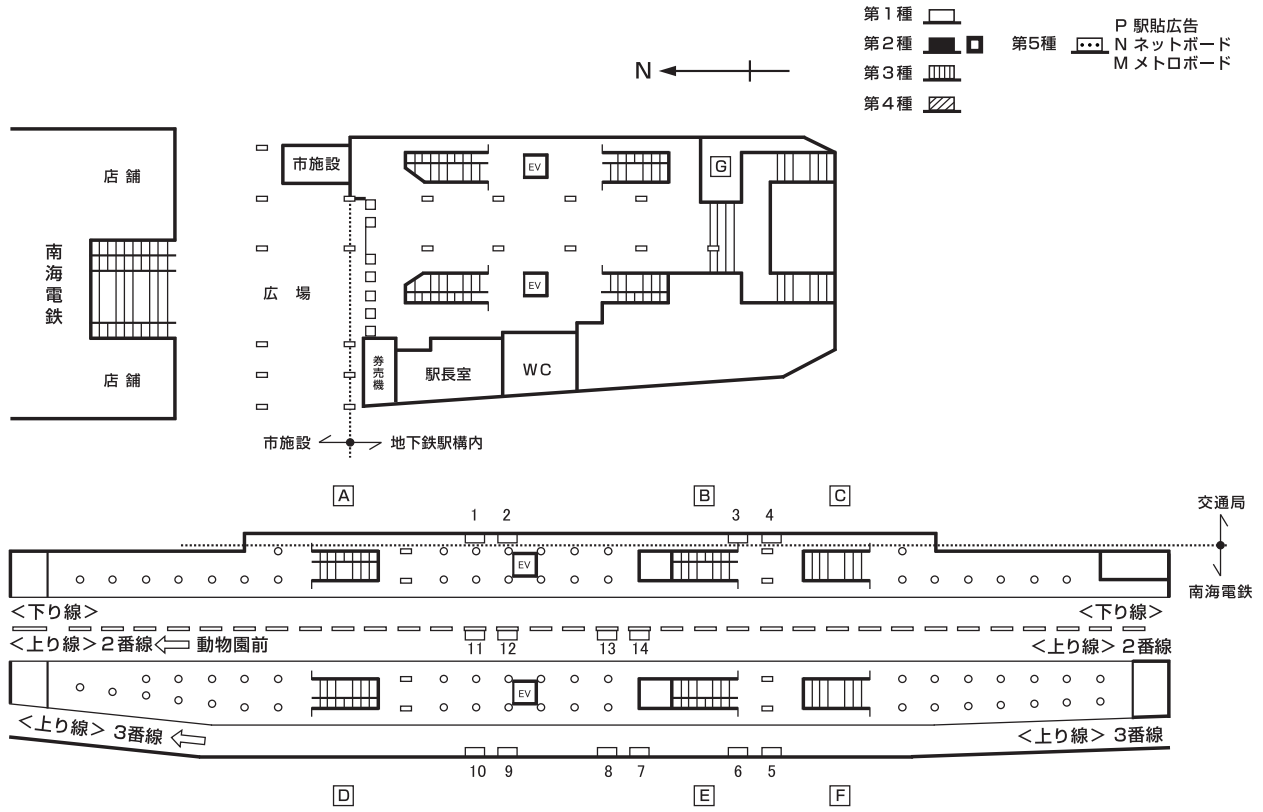 第1種
第2種
第3種
第4種
第5種
P 駅貼広告
N ネットボード
M メトロボード
N
店舗
南海電鉄
店舗
市施設
EV
G
広場
EV
券売機
駅長室
WC
市施設
地下鉄駅構内
A
B
C
交通局
1 2 3 4
EV
南海電鉄
<下り線>
<下り線>
<上り線>2番線
動物園前
11 12 13 14
<上り線>2番線
EV
<上り線>3番線
<上り線>3番線
10 9 8 7 6 5
D
E
F